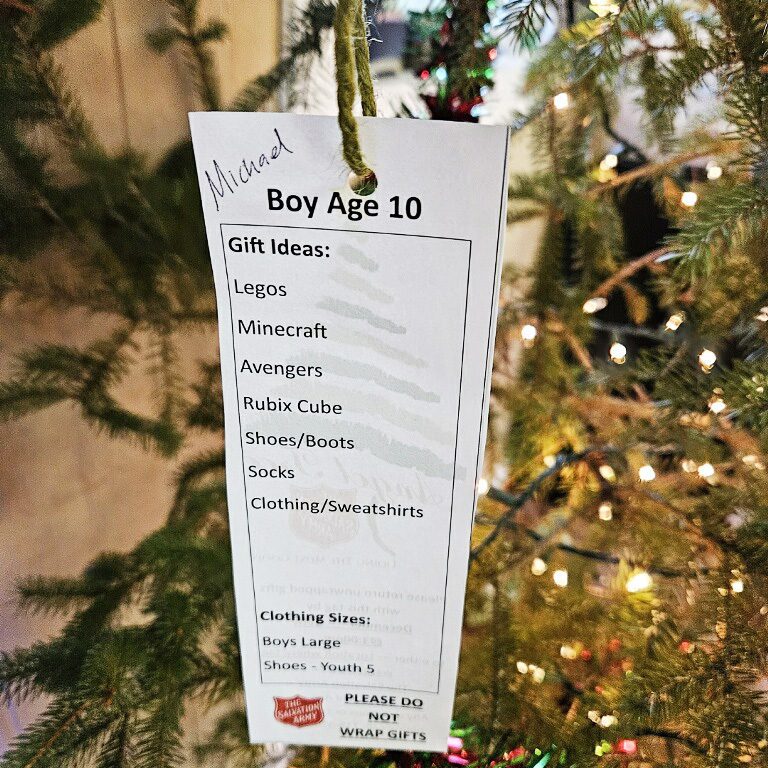 Michael
Boy Age 10
Gift Ideas:
Legos
Minecraft
Avengers
Rubix Cube
Shoes/Boots
Socks
Clothing/Sweatshirts
Clothing Sizes:
Boys Large
Shoes - Youth 5
THE
SALVATION
ARMY
PLEASE DO
NOT
WRAP GIFTS